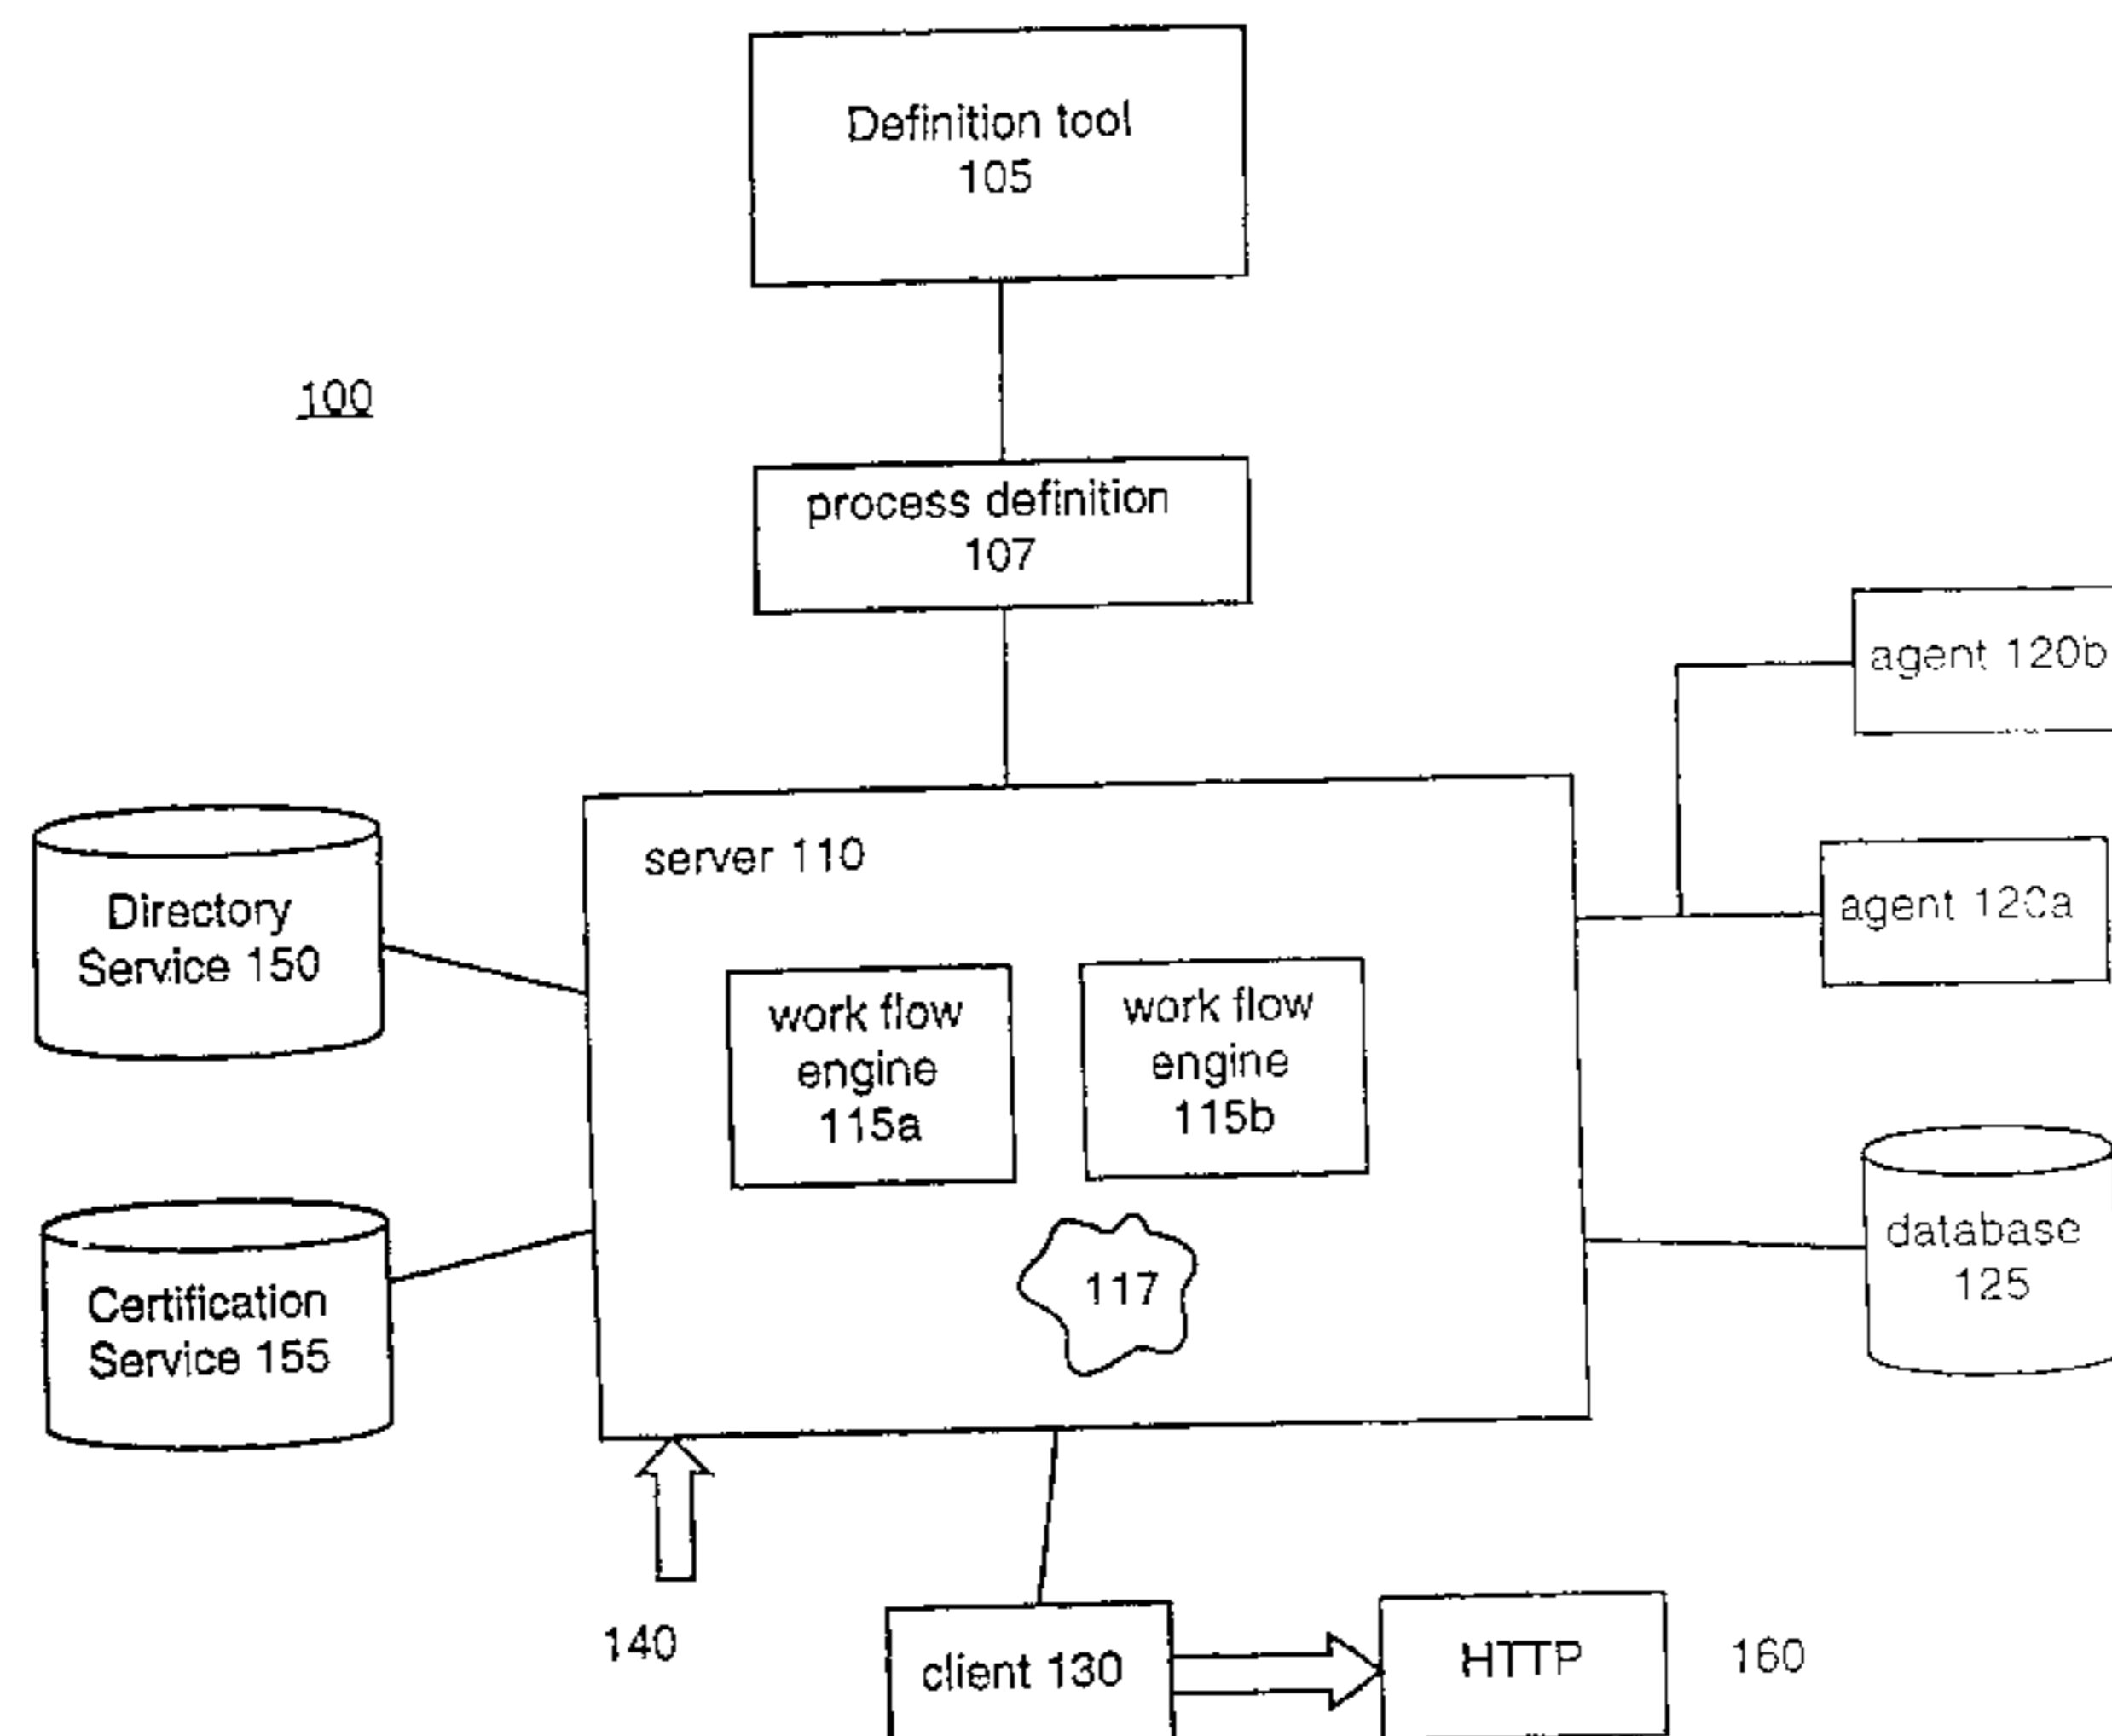 Definition tool
105
100
process definition
107
agent 120b
server 110
agent 120a
Directory
Service 150
work flow
engine
115a
work flow
engine
115b
database
125
117
Certification
Service 155
140
client 130
HTTP
160